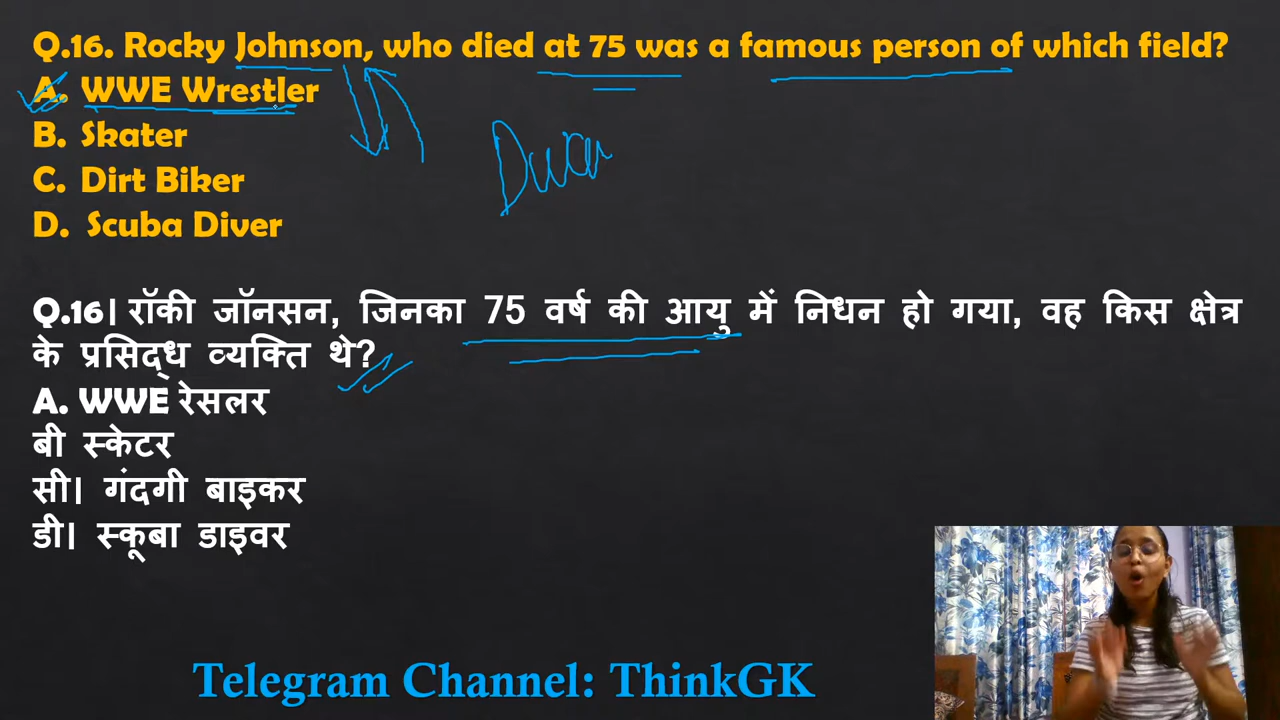 Q.16. Rocky Johnson, who died at 75 was a famous person of which field?
A. WWE Wrestler
B. Skater
C. Dirt Biker
D. Scuba Diver
Q.16। रॉकी जॉनसन, जिनका 75 वर्ष की आयु में निधन हो गया, वह किस क्षेत्र
के प्रसिद्ध व्यक्ति थे?
A. WWE रेसलर
बी स्केटर
सी। गंदगी बाइकर
डी। स्कूबा डाइवर
Telegram Channel: ThinkGK